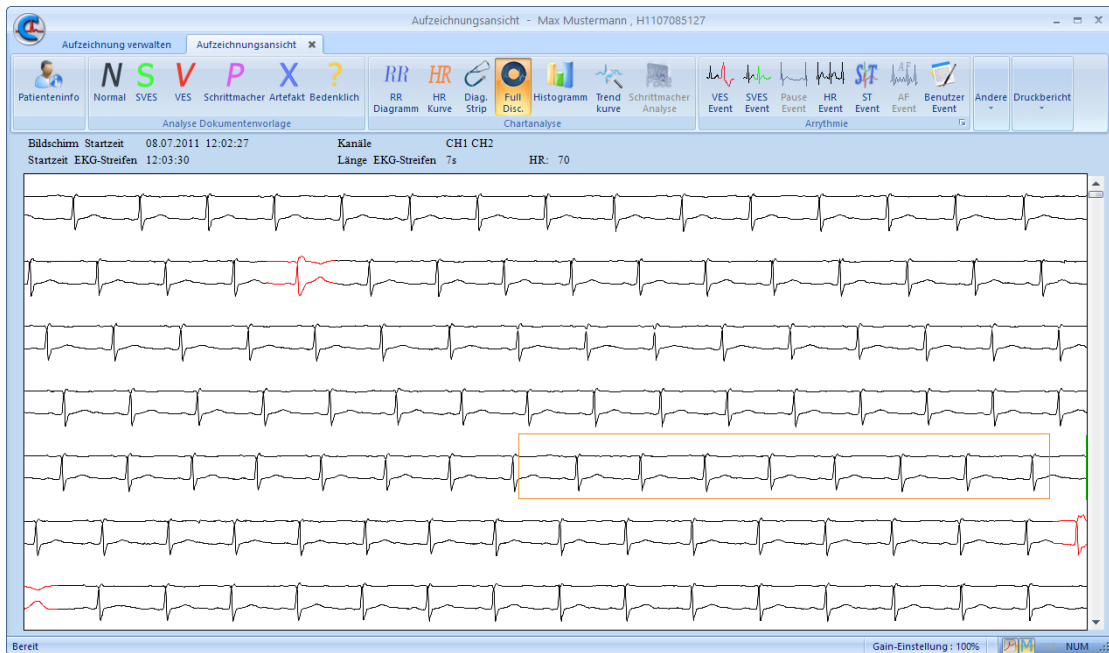 Aufzeichnungsansicht - Max Mustermann , H1107085127
Aufzeichnung verwalten Aufzeichnungsansicht
N S V P X ? RR HR
Patienteninfo Normal SVES VES Schrittmacher Artefakt Bedenklich RR Diagramm HR Kurve Diag. Strip Full Disc. Histogramm Trend kurve Schrittmacher Analyse VES Event SVES Event Pause Event HR Event ST Event AF Event Benutzer Event Andere Druckbericht
Analyse Dokumentenvorlage Chartanalyse Arrythmie
Bildschirm Startzeit 08.07.2011 12:02:27 Kanäle CH1 CH2
Startzeit EKG-Streifen 12:03:30 Länge EKG-Streifen 7s HR: 70
Bereit Gain-Einstellung : 100% M NUM